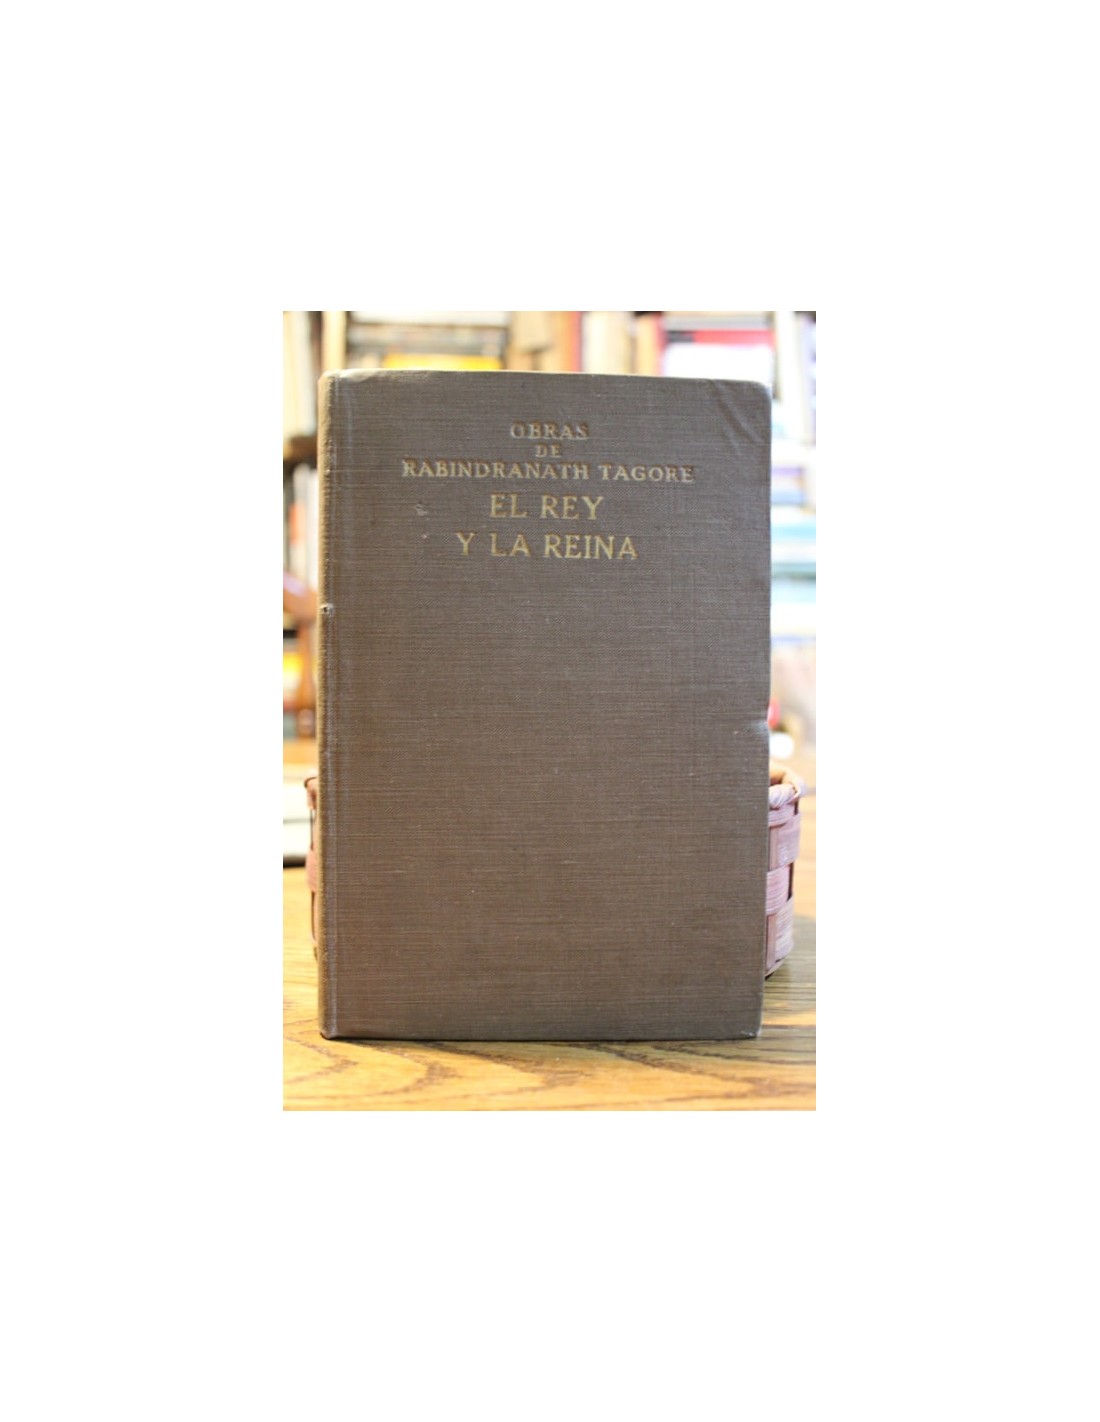 OBRAS
DE
RABINDRANATH TAGORE
EL REY
Y LA REINA